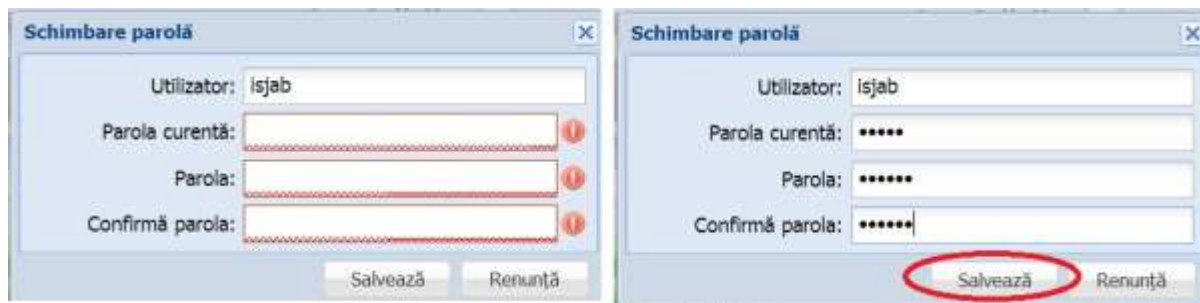 Schimbare parolă
Utilizator: isjab
Parola curentă:
Parola:
Confirmă parola:
Salvează Renunță
Schimbare parolă
Utilizator: isjab
Parola curentă: •••••
Parola: ••••••
Confirmă parola: ••••••
Salvează Renunță